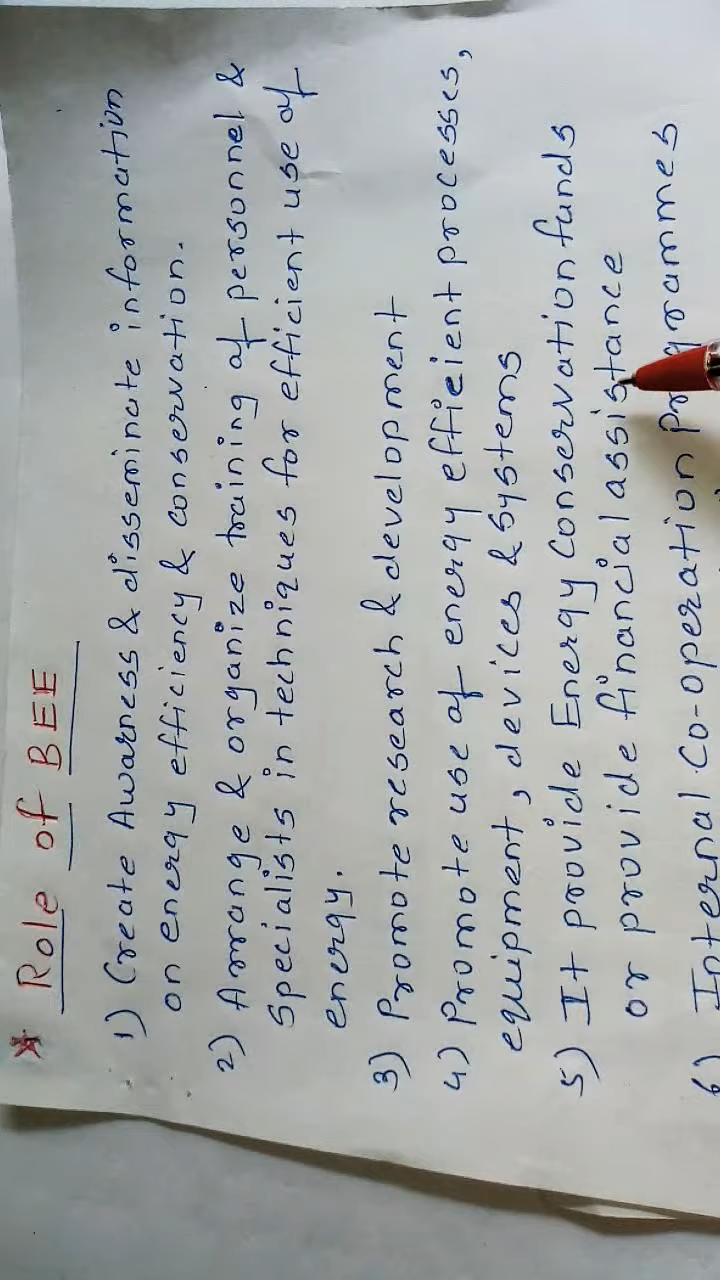 * Role of BEE
1) Create Awarness & disseminate information
on energy efficiency & conservation.
2) Arrange & organize training of personnel &
Specialists in techniques for efficient use of
energy.
3) Promote research & development
4) Promote use of energy efficient processes,
equipment, devices & systems
5) It provide Energy Conservation funds
or provide financial assistance
6) Internal Co-operation Programmes